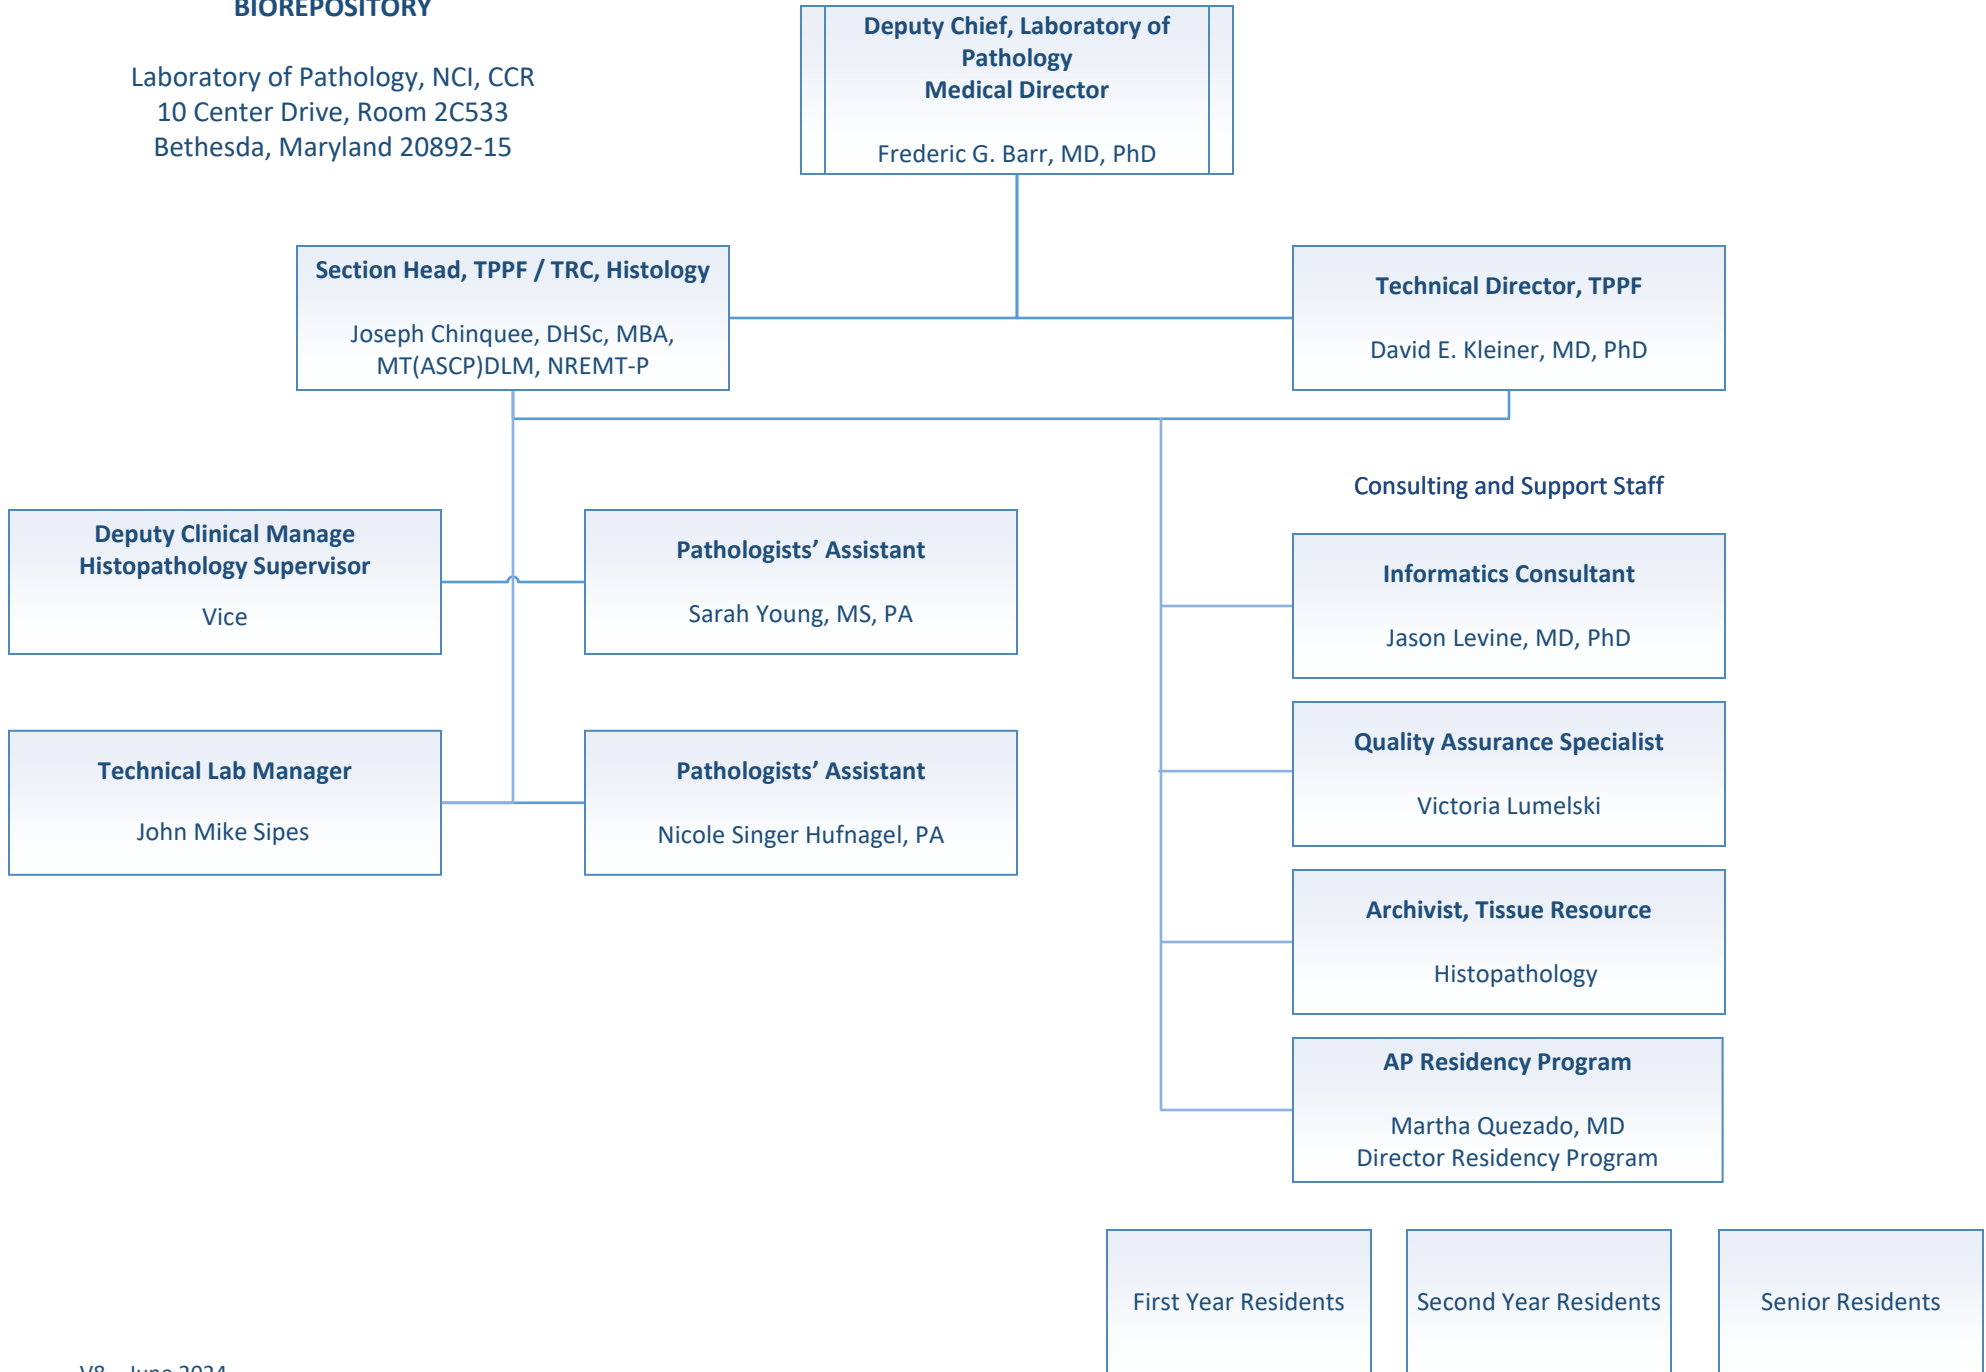 BIOREPOSITORY
Laboratory of Pathology, NCI, CCR
10 Center Drive, Room 2C533
Bethesda, Maryland 20892-15
Deputy Chief, Laboratory of
Pathology
Medical Director
Frederic G. Barr, MD, PhD
Section Head, TPPF / TRC, Histology
Joseph Chinquee, DHSc, MBA,
MT(ASCP)DLM, NREMT-P
Technical Director, TPPF
David E. Kleiner, MD, PhD
Deputy Clinical Manage
Histopathology Supervisor
Vice
Pathologists’ Assistant
Sarah Young, MS, PA
Technical Lab Manager
John Mike Sipes
Pathologists’ Assistant
Nicole Singer Hufnagel, PA
Consulting and Support Staff
Informatics Consultant
Jason Levine, MD, PhD
Quality Assurance Specialist
Victoria Lumelski
Archivist, Tissue Resource
Histopathology
AP Residency Program
Martha Quezado, MD
Director Residency Program
First Year Residents
Second Year Residents
Senior Residents
V8 – June 2024